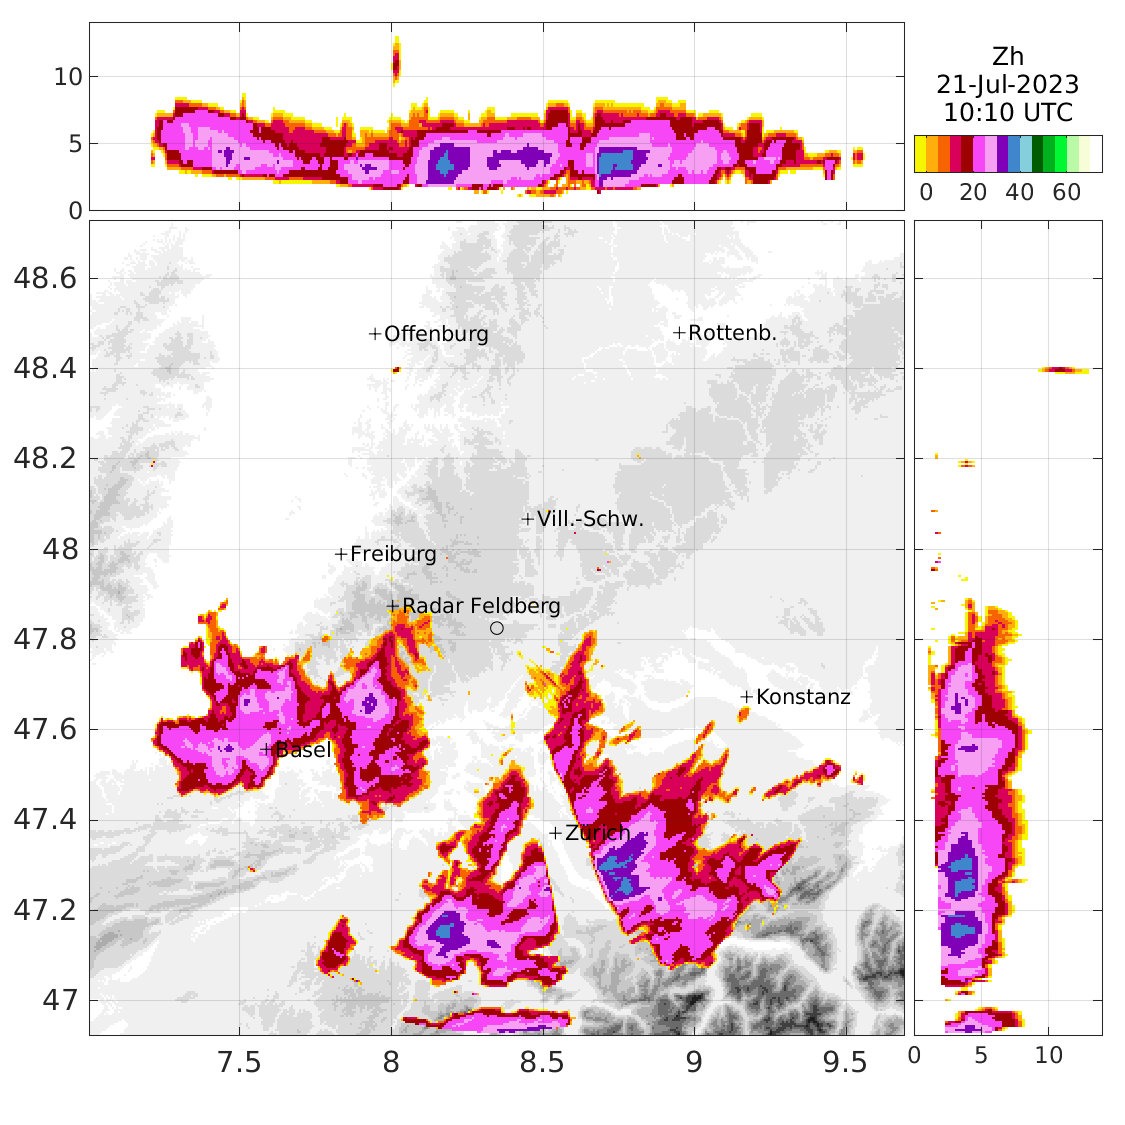 Zh
21-Jul-2023
10:10 UTC
0 20 40 60
10
5
0
48.6
48.4
48.2
48
47.8
47.6
47.4
47.2
47
Offenburg
Rottenb.
Vill.-Schw.
Freiburg
Radar Feldberg
Konstanz
Basel
Zurich
7.5 8 8.5 9 9.5
0 5 10